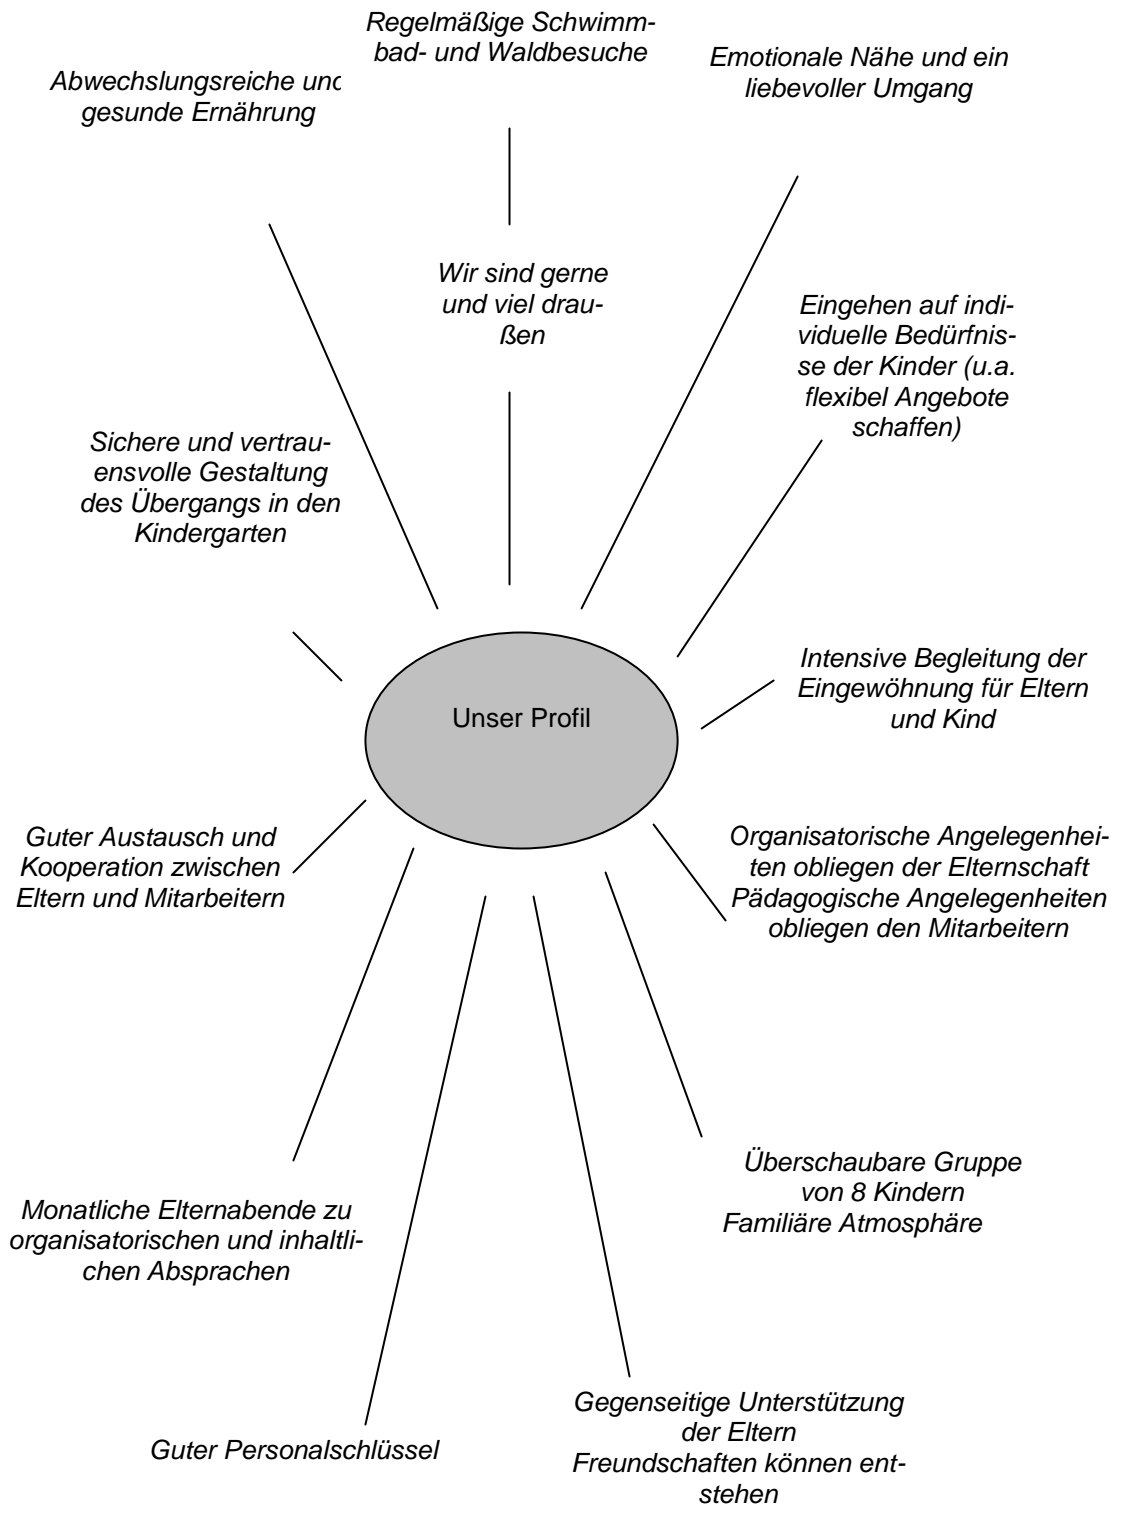 Regelmäßige Schwimm-
bad- und Waldbesuche
Emotionale Nähe und ein
liebevoller Umgang
Abwechslungsreiche und
gesunde Ernährung
Wir sind gerne
und viel drau-
ßen
Eingehen auf indi-
viduelle Bedürfnis-
se der Kinder (u.a.
flexibel Angebote
schaffen)
Sichere und vertrau-
ensvolle Gestaltung
des Übergangs in den
Kindergarten
Intensive Begleitung der
Eingewöhnung für Eltern
und Kind
Unser Profil
Guter Austausch und
Kooperation zwischen
Eltern und Mitarbeitern
Organisatorische Angelegenhei-
ten obliegen der Elternschaft
Pädagogische Angelegenheiten
obliegen den Mitarbeitern
Überschaubare Gruppe
von 8 Kindern
Familiäre Atmosphäre
Monatliche Elternabende zu
organisatorischen und inhaltli-
chen Absprachen
Gegenseitige Unterstützung
der Eltern
Freundschaften können ent-
stehen
Guter Personalschlüssel